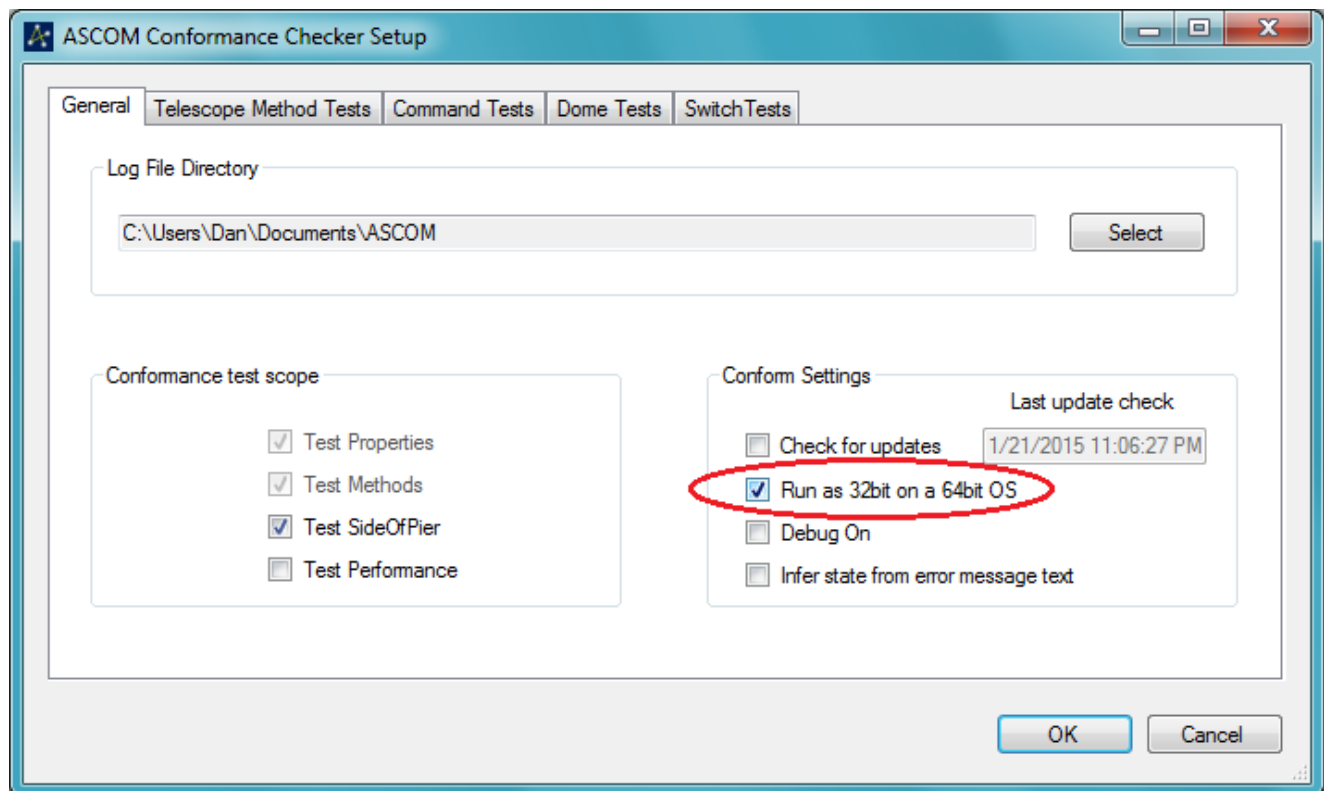 ASCOM Conformance Checker Setup
General Telescope Method Tests Command Tests Dome Tests SwitchTests
Log File Directory
C:\Users\Dan\Documents\ASCOM Select
Conformance test scope
Test Properties
Test Methods
Test SideOfPier
Test Performance
Conform Settings
Last update check
Check for updates 1/21/2015 11:06:27 PM
Run as 32bit on a 64bit OS
Debug On
Infer state from error message text
OK Cancel